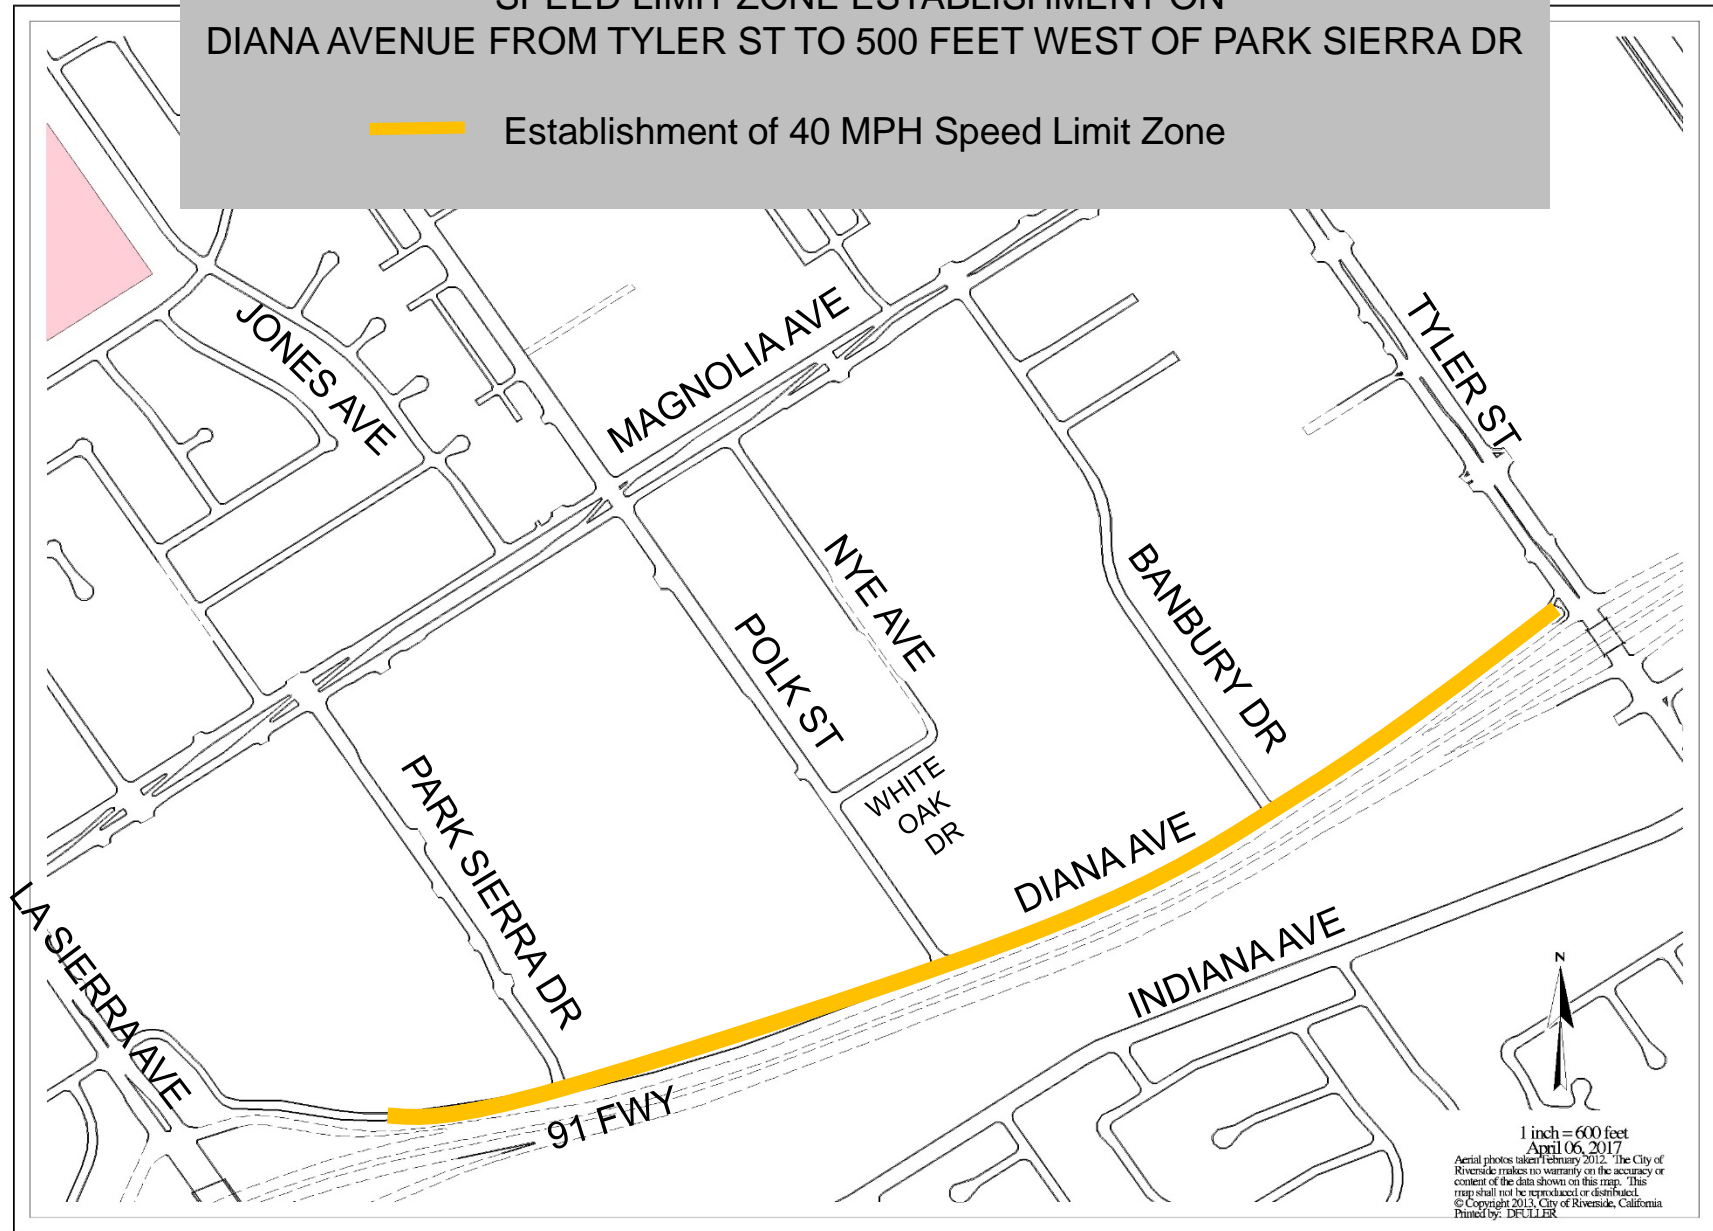 SPEED LIMIT ZONE ESTABLISHMENT ON
DIANA AVENUE FROM TYLER ST TO 500 FEET WEST OF PARK SIERRA DR
Establishment of 40 MPH Speed Limit Zone
JONES AVE
MAGNOLIA AVE
TYLER ST
NYE AVE
POLK ST
BANBURY DR
WHITE
OAK
DR
PARK SIERRA DR
DIANA AVE
LA SIERRA AVE
INDIANA AVE
91 FWY
N
1 inch = 600 feet
April 06, 2017
Aerial photos taken February 2012. The City of
Riverside makes no warranty on the accuracy or
content of the data shown on this map. This
map shall not be reproduced or distributed.
© Copyright 2013, City of Riverside, California
Printed by: DFULLER